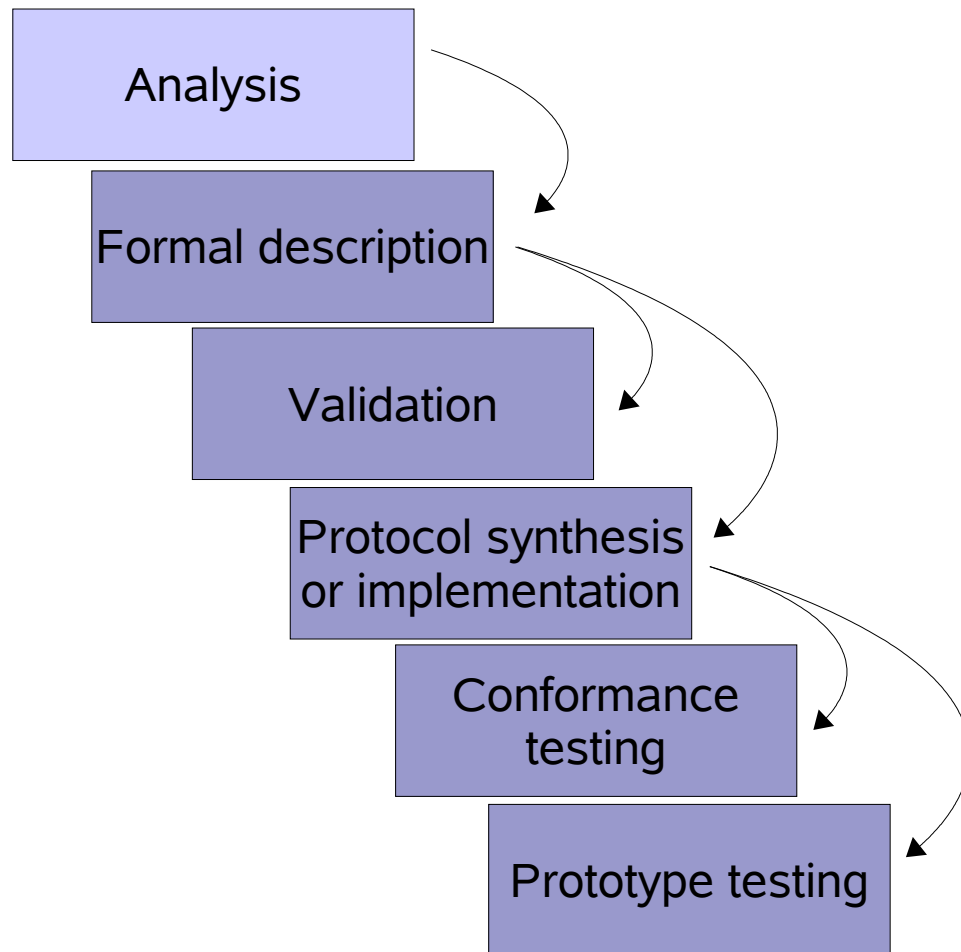 Analysis
Formal description
Validation
Protocol synthesis
or implementation
Conformance
testing
Prototype testing